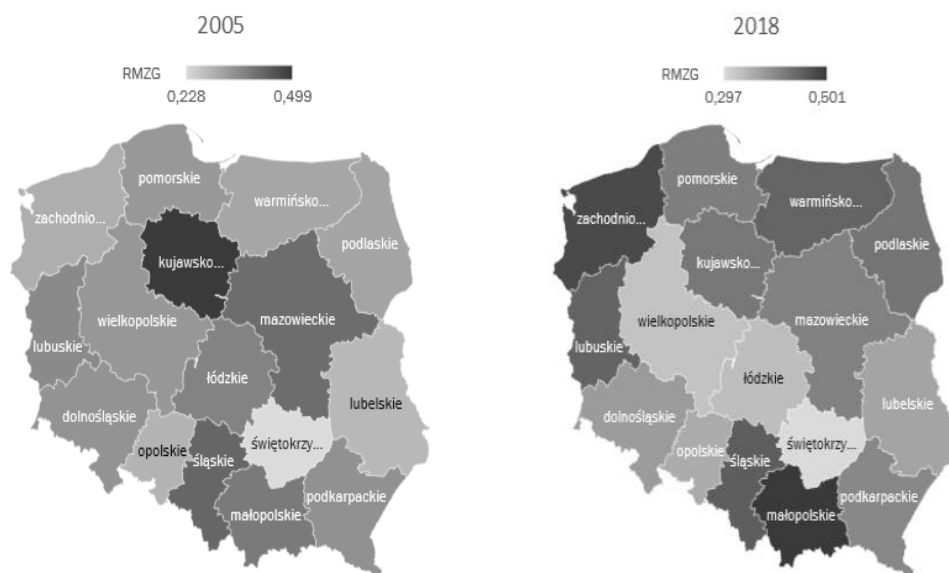 2005
RMZG
0,228 0,499
pomorskie
warmińsko...
zachodnio...
podlaskie
kujawsko...
wielkopolskie
mazowieckie
lubuskie
łódzkie
lubelskie
dolnośląskie
opolskie
świętokrzy...
śląskie
podkarpackie
małopolskie
2018
RMZG
0,297 0,501
pomorskie
warmińsko...
zachodnio...
podlaskie
kujawsko...
wielkopolskie
mazowieckie
lubuskie
łódzkie
lubelskie
dolnośląskie
świętokrzy...
opolskie
śląskie
podkarpackie
małopolskie